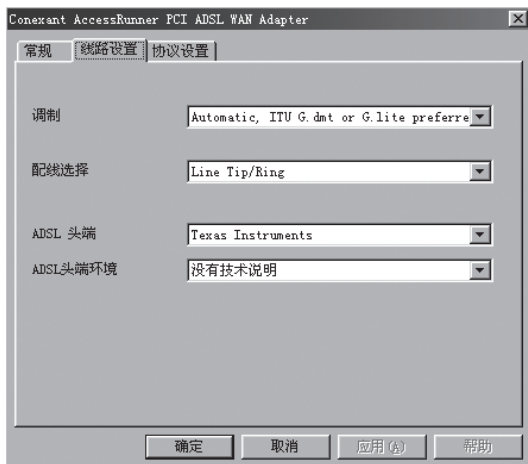 Conexant AccessRunner PCI ADSL WAN Adapter
常规 线路设置 协议设置
调制 Automatic, ITU G.dmt or G.lite preferre
配线选择 Line Tip/Ring
ADSL 头端 Texas Instruments
ADSL头端环境 没有技术说明
确定 取消 应用(A) 帮助